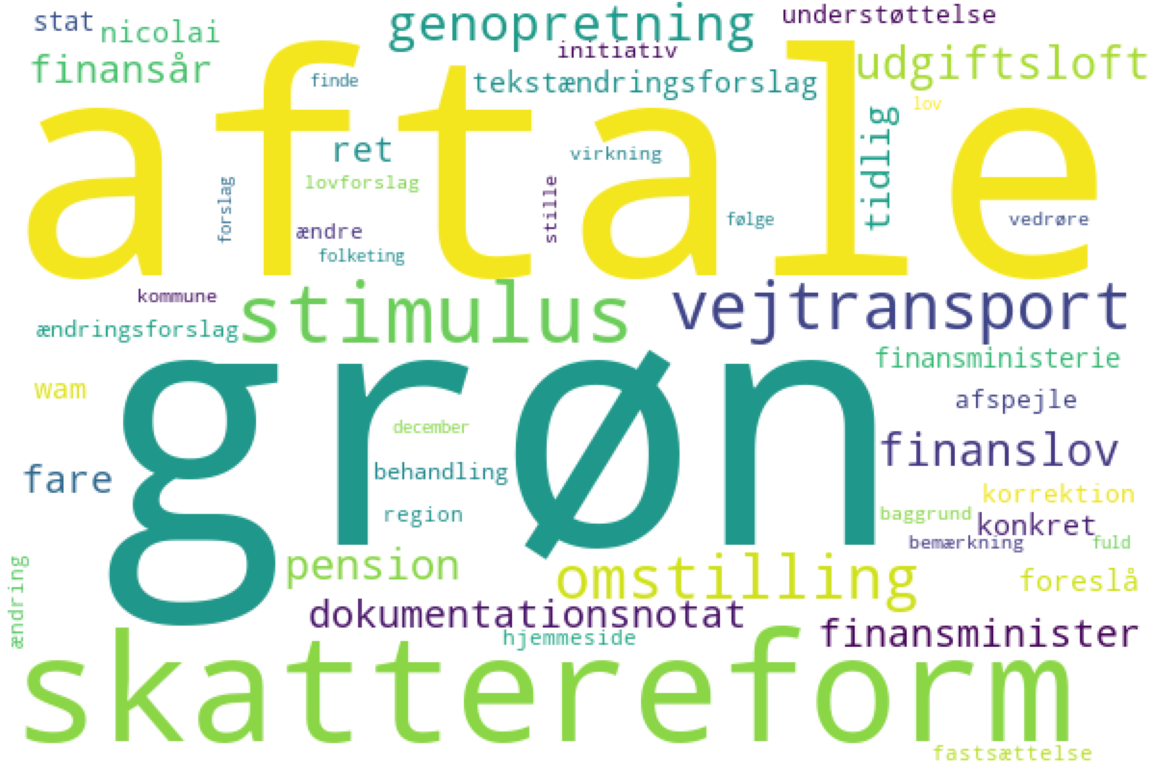 stat
nicolai
genopretning
understøttelse
initiativ
finansår
finde
tekstændringsforslag
udgiftsloft
aftale
lov
tidlig
ret
virkning
lovforslag
forslag
stille
ændre
følge
vedrøre
folketing
kommune
stimulus
vejtransport
ændringsforslag
grøn
finansministerie
wam
afspejle
december
finanslov
fare
behandling
korrektion
region
baggrund
konkret
bemærkning
fuld
pension
omstilling
foreslå
ændring
dokumentationsnotat
hjemmeside
finansminister
skattereform
fastsættelse